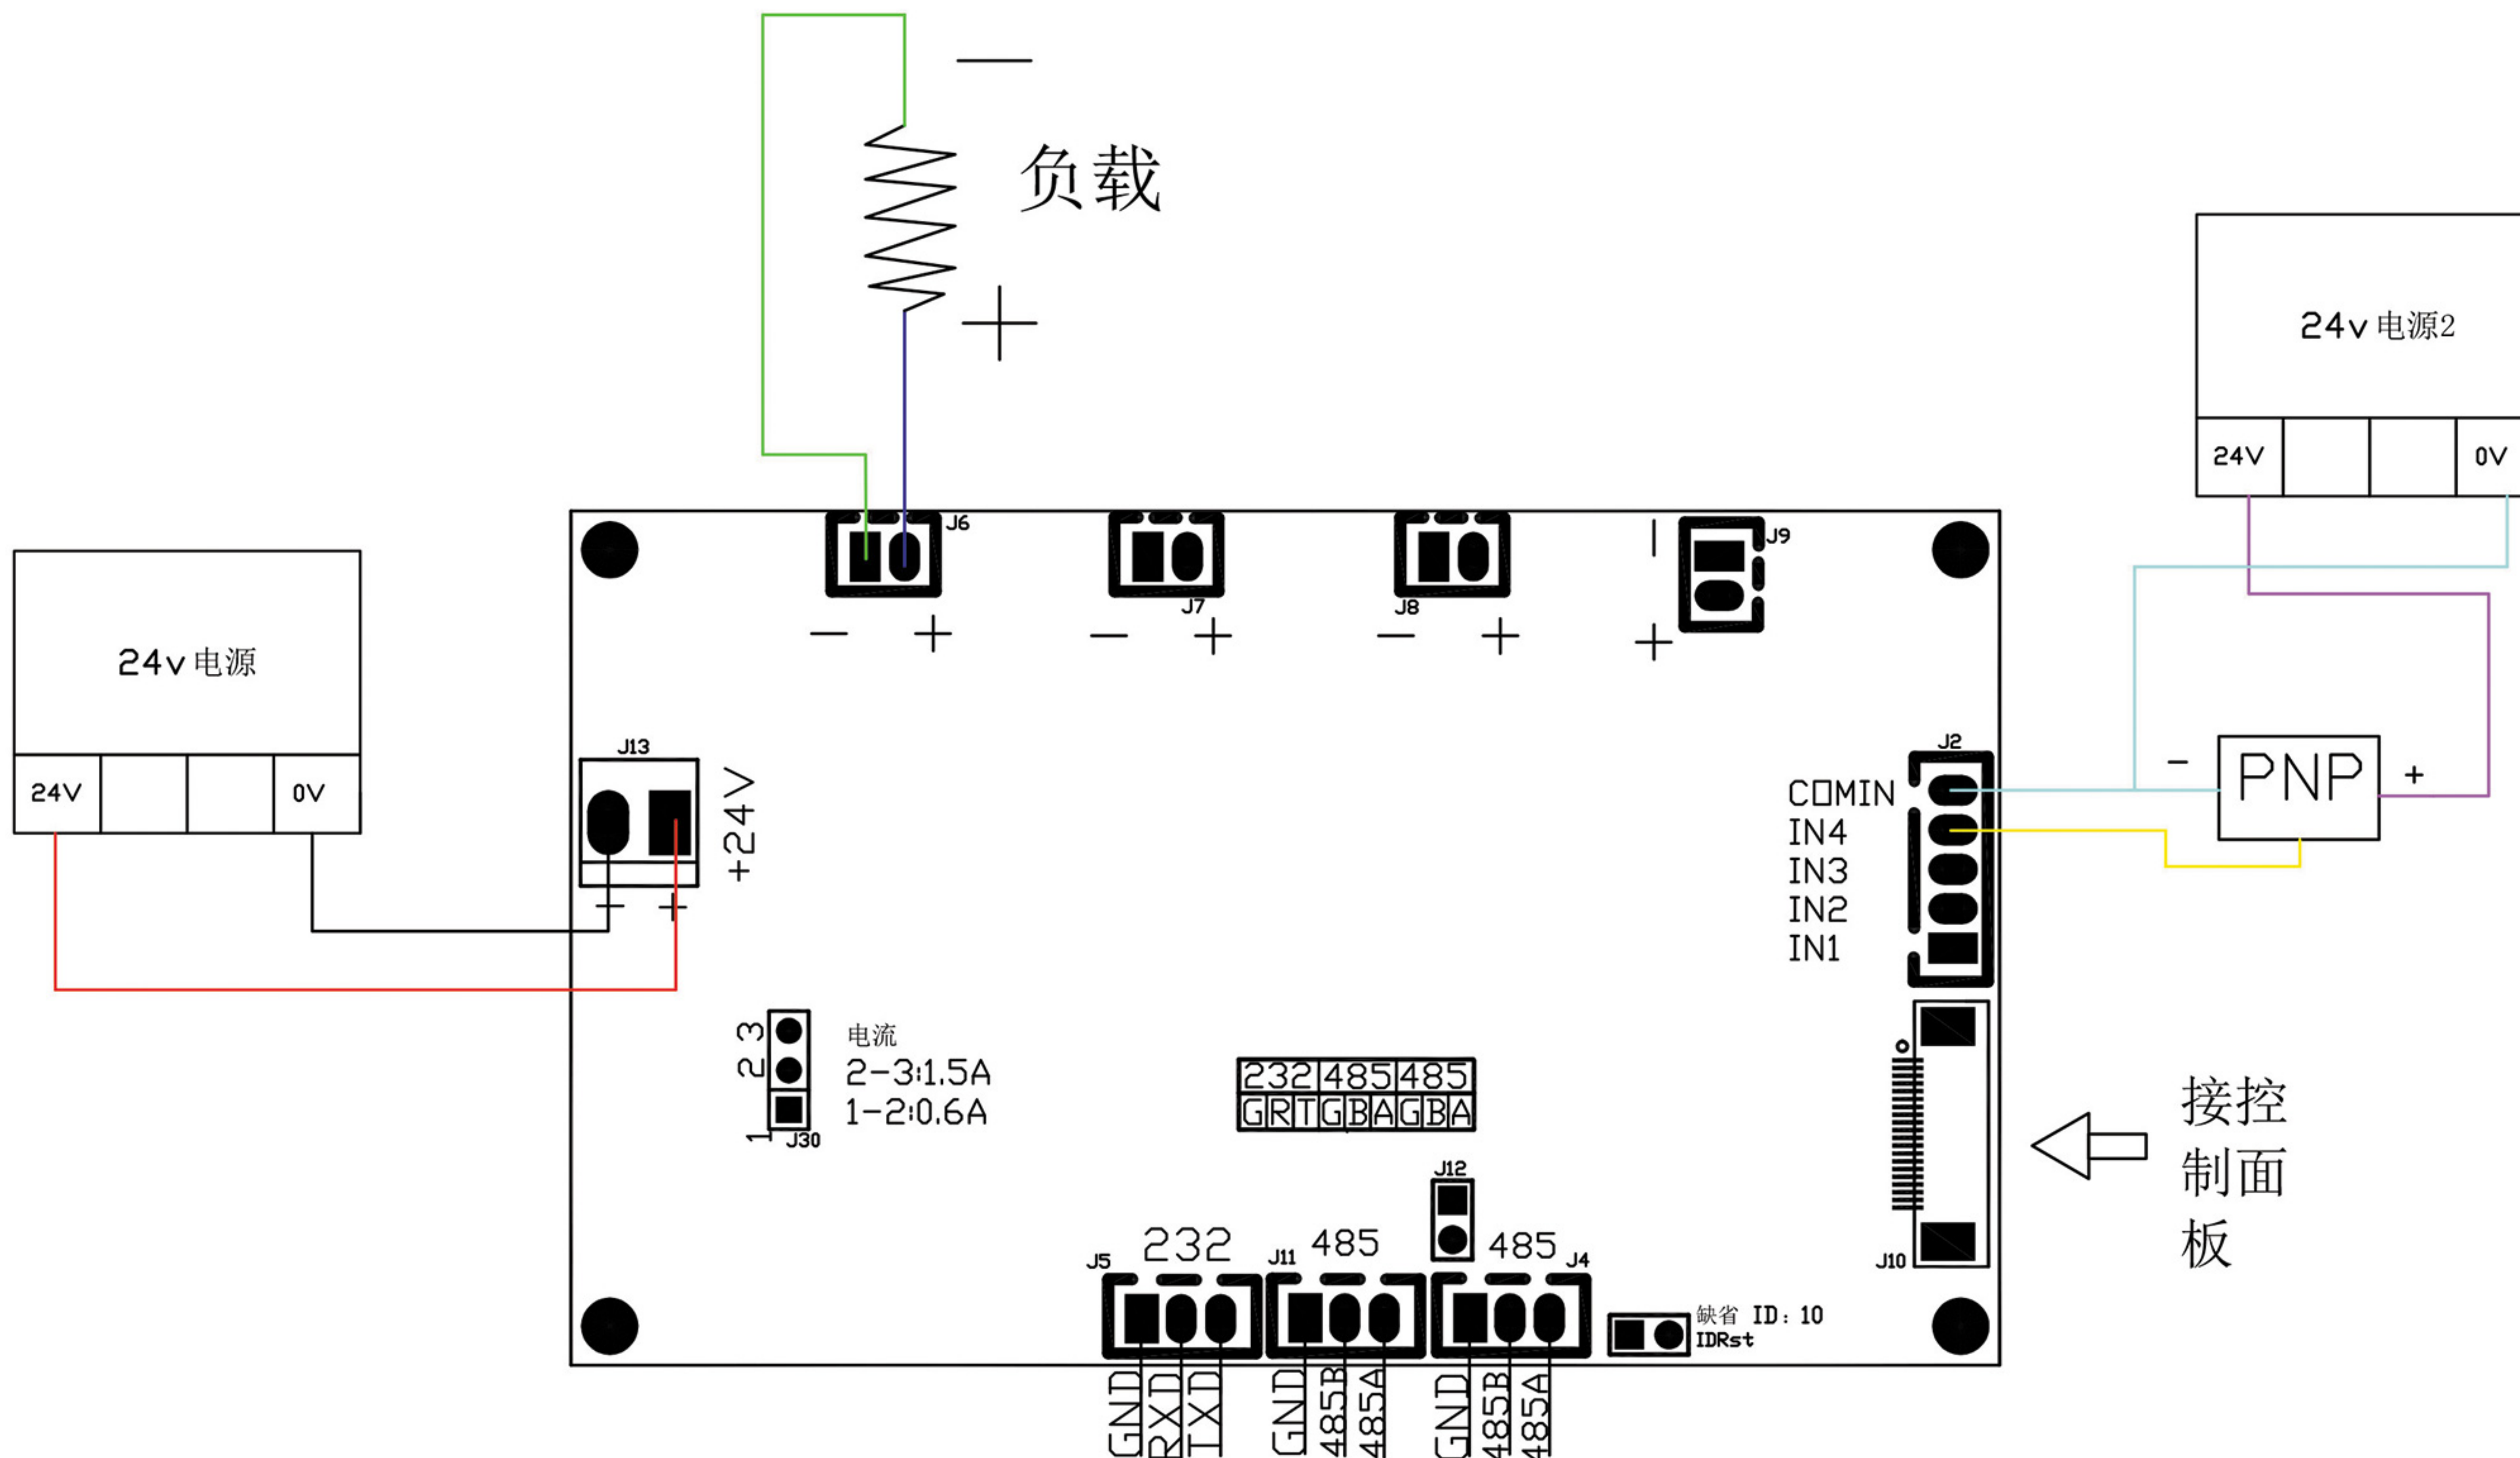 负载
24v 电源2
24V
0V
J6
J7
J8
J9
24v 电源
24V
0V
J13
+24V
J2
COMIN
IN4
IN3
IN2
IN1
PNP
- +
3
2
1
J30
电流
2-3:1.5A
1-2:0.6A
232 485 485
G R T G B A G B A
J12
接控
制面
板
J10
J5
232
J11
485
485
J4
缺省 ID: 10
IDRst
GND
RXD
TXD
GND
485B
485A
GND
485B
485A